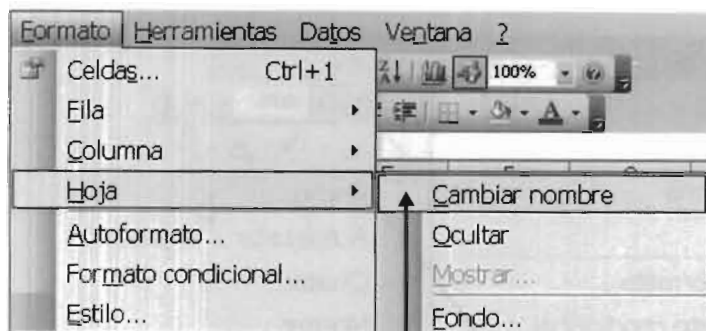 Formato Herramientas Datos Ventana ?
Celdas... Ctrl+1
100%
Fila
Columna
Hoja
Cambiar nombre
Autoformato...
Ocultar
Formato condicional...
Mostrar...
Estilo...
Fondo...